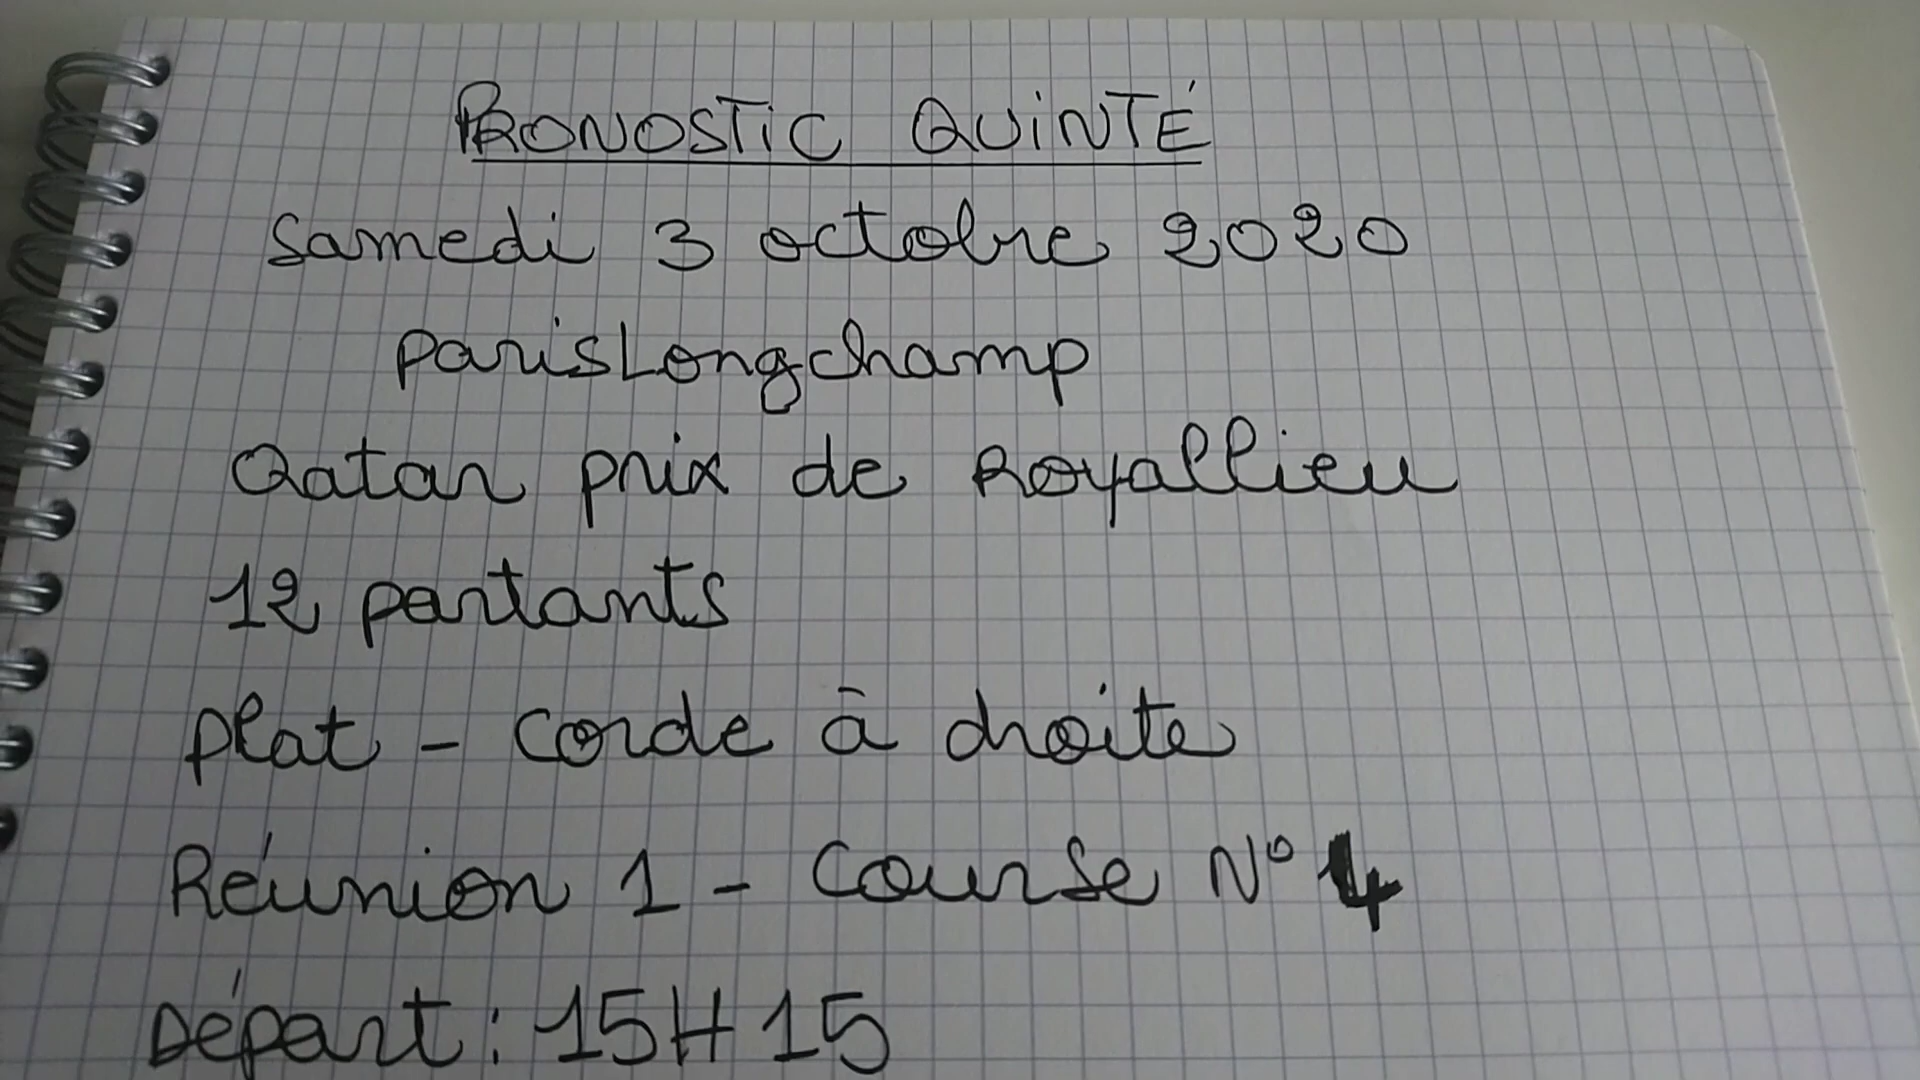 PRONOSTIC QUINTÉ
Samedi 3 octobre 2020
ParisLongchamp
Qatar prix de Royallieu
12 partants
Plat - Corde à droite
Réunion 1 - Course N° 4
Départ : 15H15